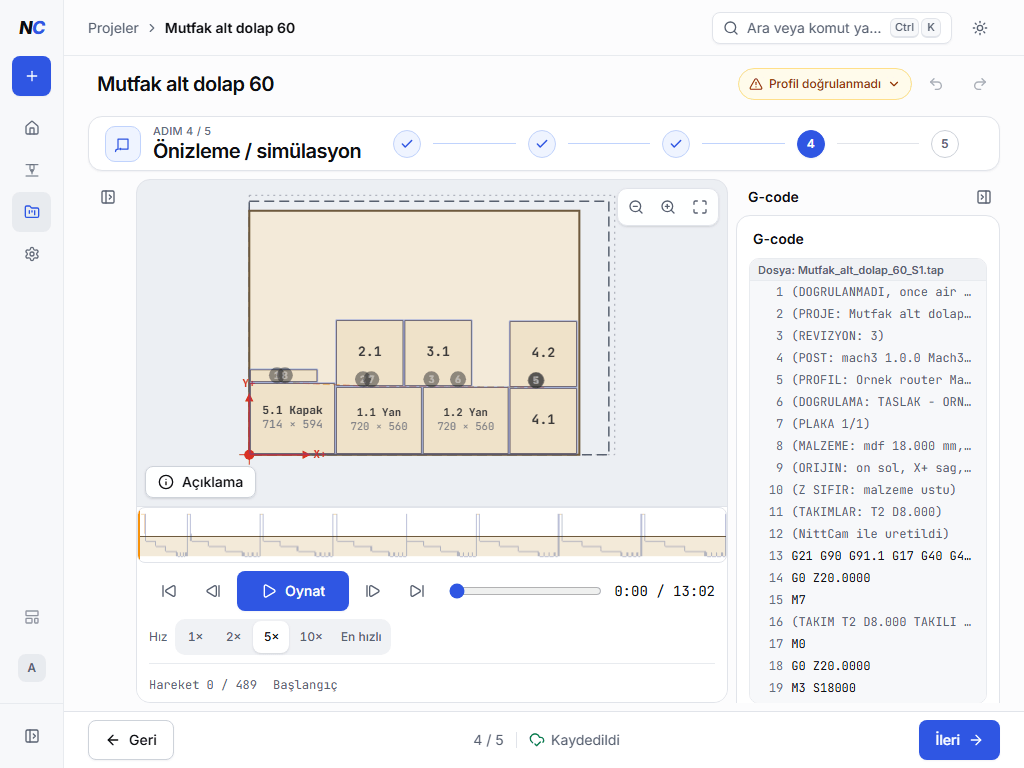 NC
Projeler > Mutfak alt dolap 60
Ara veya komut ya... Ctrl K
Mutfak alt dolap 60
Profil doğrulanmadı
ADIM 4 / 5
Önizleme / simülasyon
4
5
2.1
3.1
4.2
7
3
6
5
5.1 Kapak
714 × 594
1.1 Yan
720 × 560
1.2 Yan
720 × 560
4.1
Y+
X+
Açıklama
Oynat
0:00 / 13:02
Hız 1× 2× 5× 10× En hızlı
Hareket 0 / 489 Başlangıç
G-code
G-code
Dosya: Mutfak_alt_dolap_60_S1.tap
1 (DOGRULANMADI, once air …
2 (PROJE: Mutfak alt dolap…
3 (REVIZYON: 3)
4 (POST: mach3 1.0.0 Mach3…
5 (PROFIL: Ornek router Ma…
6 (DOGRULAMA: TASLAK - ORN…
7 (PLAKA 1/1)
8 (MALZEME: mdf 18.000 mm,…
9 (ORIJIN: on sol, X+ sag,…
10 (Z SIFIR: malzeme ustu)
11 (TAKIMLAR: T2 D8.000)
12 (NittCam ile uretildi)
13 G21 G90 G91.1 G17 G40 G4…
14 G0 Z20.0000
15 M7
16 (TAKIM T2 D8.000 TAKILI …
17 M0
18 G0 Z20.0000
19 M3 S18000
A
Geri
4 / 5
Kaydedildi
İleri